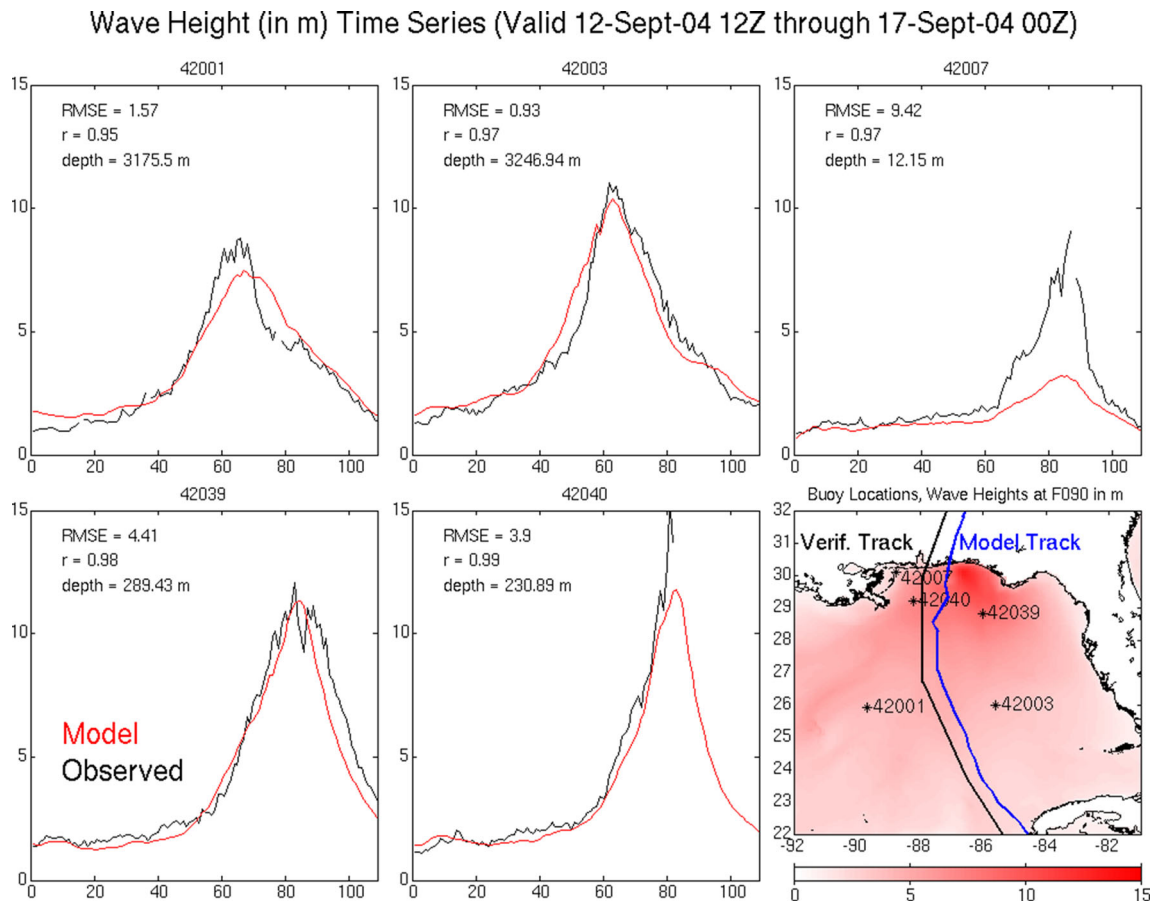 Wave Height (in m) Time Series (Valid 12-Sept-04 12Z through 17-Sept-04 00Z)
42001
15
10
5
0
RMSE = 1.57
r = 0.95
depth = 3175.5 m
0 20 40 60 80 100
42003
15
10
5
0
RMSE = 0.93
r = 0.97
depth = 3246.94 m
0 20 40 60 80 100
42007
15
10
5
0
RMSE = 9.42
r = 0.97
depth = 12.15 m
0 20 40 60 80 100
42039
15
10
5
0
RMSE = 4.41
r = 0.98
depth = 289.43 m
Model
Observed
0 20 40 60 80 100
42040
15
10
5
0
RMSE = 3.9
r = 0.99
depth = 230.89 m
0 20 40 60 80 100
Buoy Locations, Wave Heights at F090 in m
32
31
30
29
28
27
26
25
24
23
22
Verif. Track
Model Track
42007
42040
42039
42001
42003
-92 -90 -88 -86 -84 -82
0 5 10 15